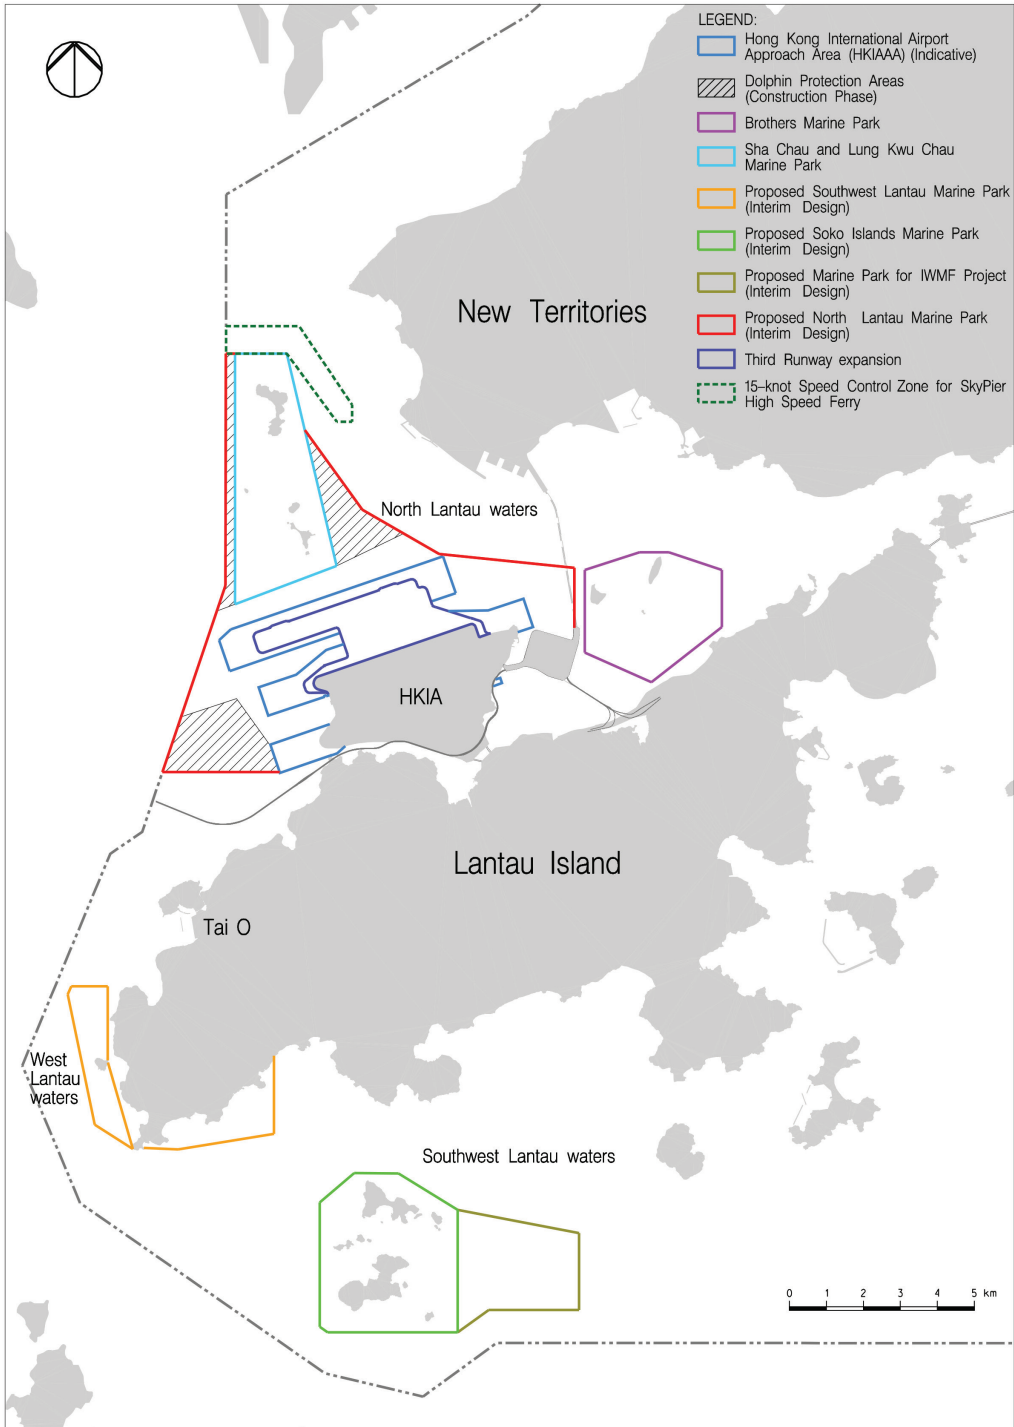 LEGEND:
Hong Kong International Airport
Approach Area (HKIAAA) (Indicative)
Dolphin Protection Areas
(Construction Phase)
Brothers Marine Park
Sha Chau and Lung Kwu Chau
Marine Park
Proposed Southwest Lantau Marine Park
(Interim Design)
Proposed Soko Islands Marine Park
(Interim Design)
Proposed Marine Park for IWMF Project
(Interim Design)
Proposed North Lantau Marine Park
(Interim Design)
Third Runway expansion
15-knot Speed Control Zone for SkyPier
High Speed Ferry
New Territories
North Lantau waters
HKIA
Lantau Island
Tai O
West
Lantau
waters
Southwest Lantau waters
0 1 2 3 4 5 km